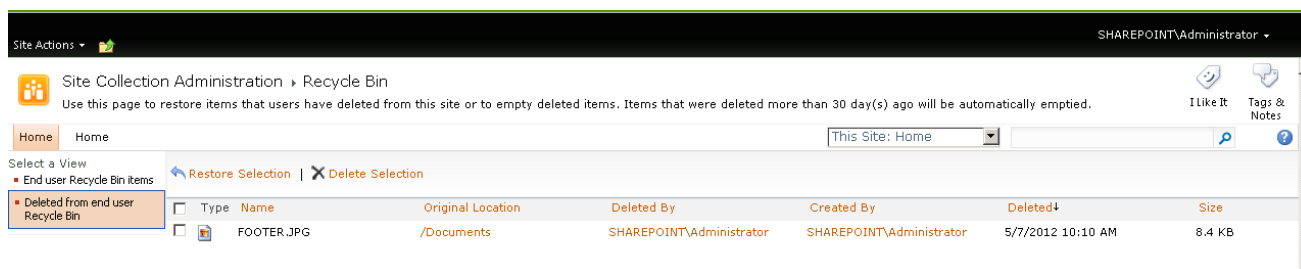 SHAREPOINT\Administrator
Site Actions
Site Collection Administration › Recycle Bin
Use this page to restore items that users have deleted from this site or to empty deleted items. Items that were deleted more than 30 day(s) ago will be automatically emptied.
I Like It
Tags &
Notes
Home Home This Site: Home
Select a View
End user Recycle Bin items
Deleted from end user
Recycle Bin
Restore Selection | Delete Selection
Type Name Original Location Deleted By Created By Deleted↓ Size
FOOTER.JPG /Documents SHAREPOINT\Administrator SHAREPOINT\Administrator 5/7/2012 10:10 AM 8.4 KB